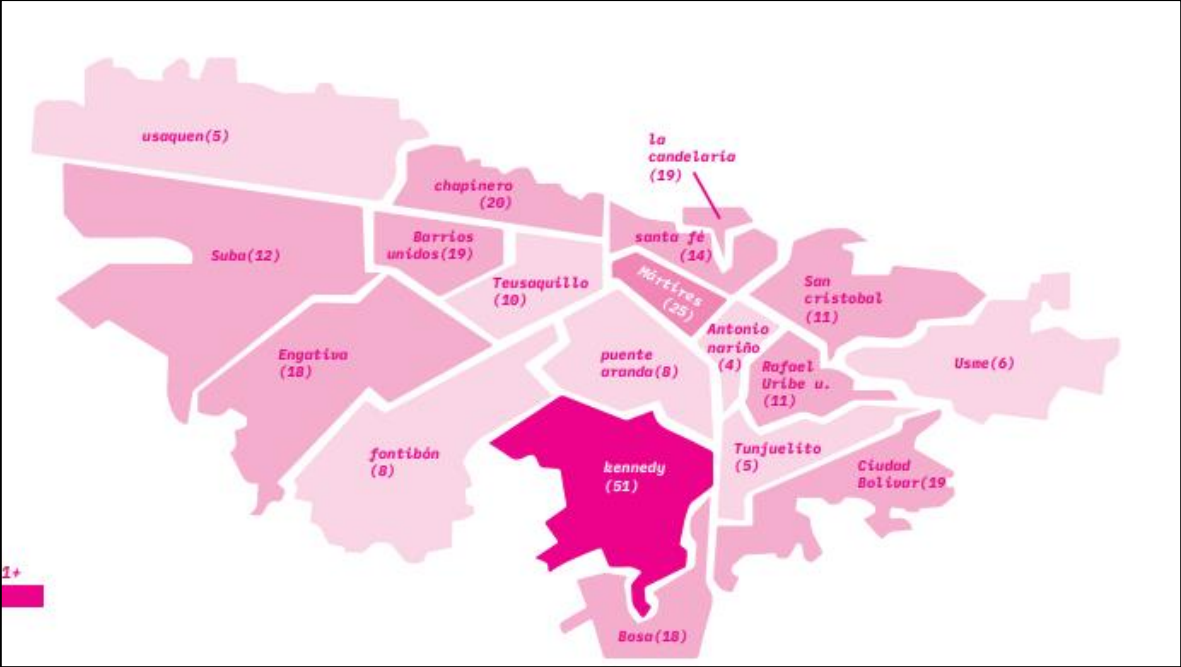 usaquen(5)
la
candelaria
(19)
chapinero
(20)
Barrios
unidos(19)
santa fé
(14)
Suba(12)
Teusaquillo
(10)
Mártires
(25)
San
cristobal
(11)
Antonio
nariño
(4)
Engativa
(18)
puente
aranda(8)
Rafael
Uribe u.
(11)
Usme(6)
fontibón
(8)
kennedy
(51)
Tunjuelito
(5)
Ciudad
Bolivar(19
1+
Bosa(18)